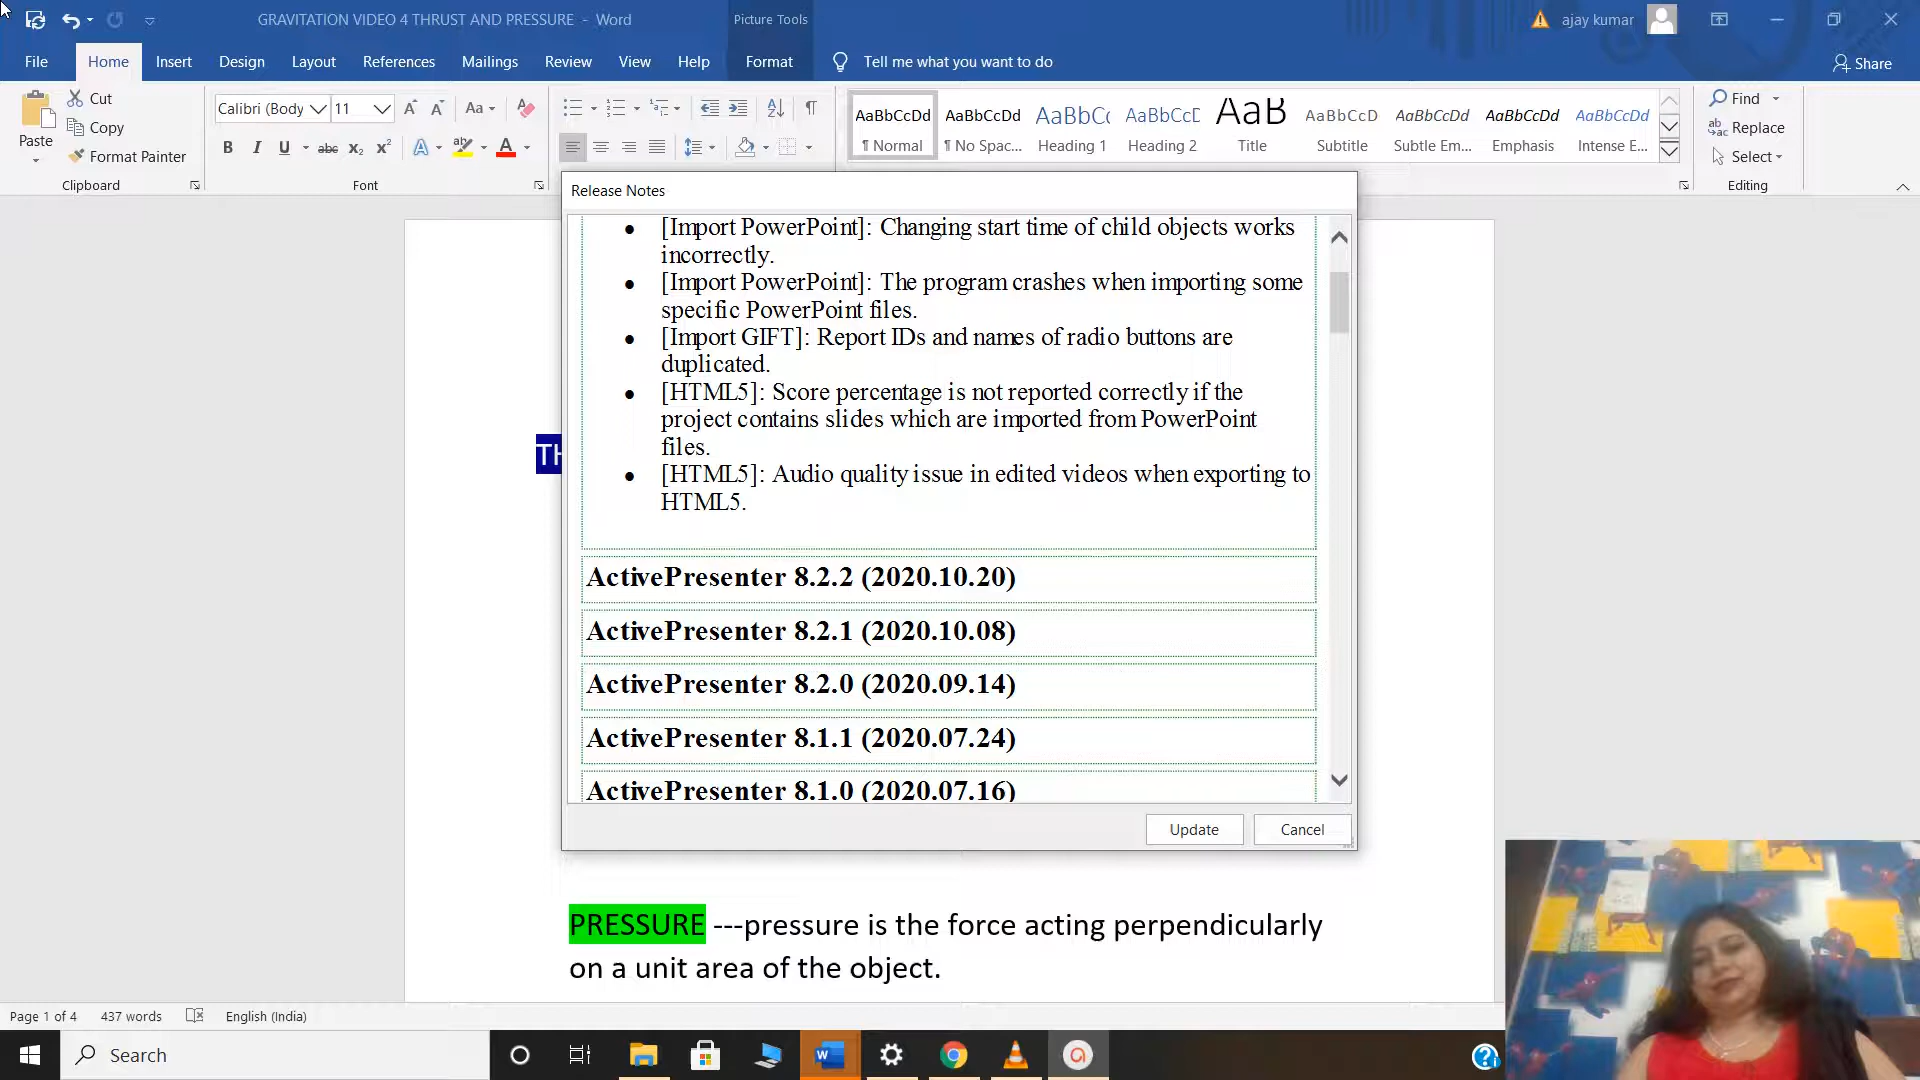 GRAVITATION VIDEO 4 THRUST AND PRESSURE - Word
Picture Tools
ajay kumar
File
Home
Insert
Design
Layout
References
Mailings
Review
View
Help
Format
Tell me what you want to do
Share
Paste
Cut
Copy
Format Painter
Clipboard
Calibri (Body
11
Font
AaBbCcDd
¶ Normal
AaBbCcDd
¶ No Spac...
AaBbCc
Heading 1
AaBbCcD
Heading 2
AaB
Title
AaBbCcD
Subtitle
AaBbCcDd
Subtle Em...
AaBbCcDd
Emphasis
AaBbCcDd
Intense E...
Find
Replace
Select
Editing
Release Notes
• [Import PowerPoint]: Changing start time of child objects works
incorrectly.
• [Import PowerPoint]: The program crashes when importing some
specific PowerPoint files.
• [Import GIFT]: Report IDs and names of radio buttons are
duplicated.
• [HTML5]: Score percentage is not reported correctly if the
project contains slides which are imported from PowerPoint
files.
• [HTML5]: Audio quality issue in edited videos when exporting to
HTML5.
TH
ActivePresenter 8.2.2 (2020.10.20)
ActivePresenter 8.2.1 (2020.10.08)
ActivePresenter 8.2.0 (2020.09.14)
ActivePresenter 8.1.1 (2020.07.24)
ActivePresenter 8.1.0 (2020.07.16)
Update
Cancel
PRESSURE ---pressure is the force acting perpendicularly
on a unit area of the object.
Page 1 of 4
437 words
English (India)
Search